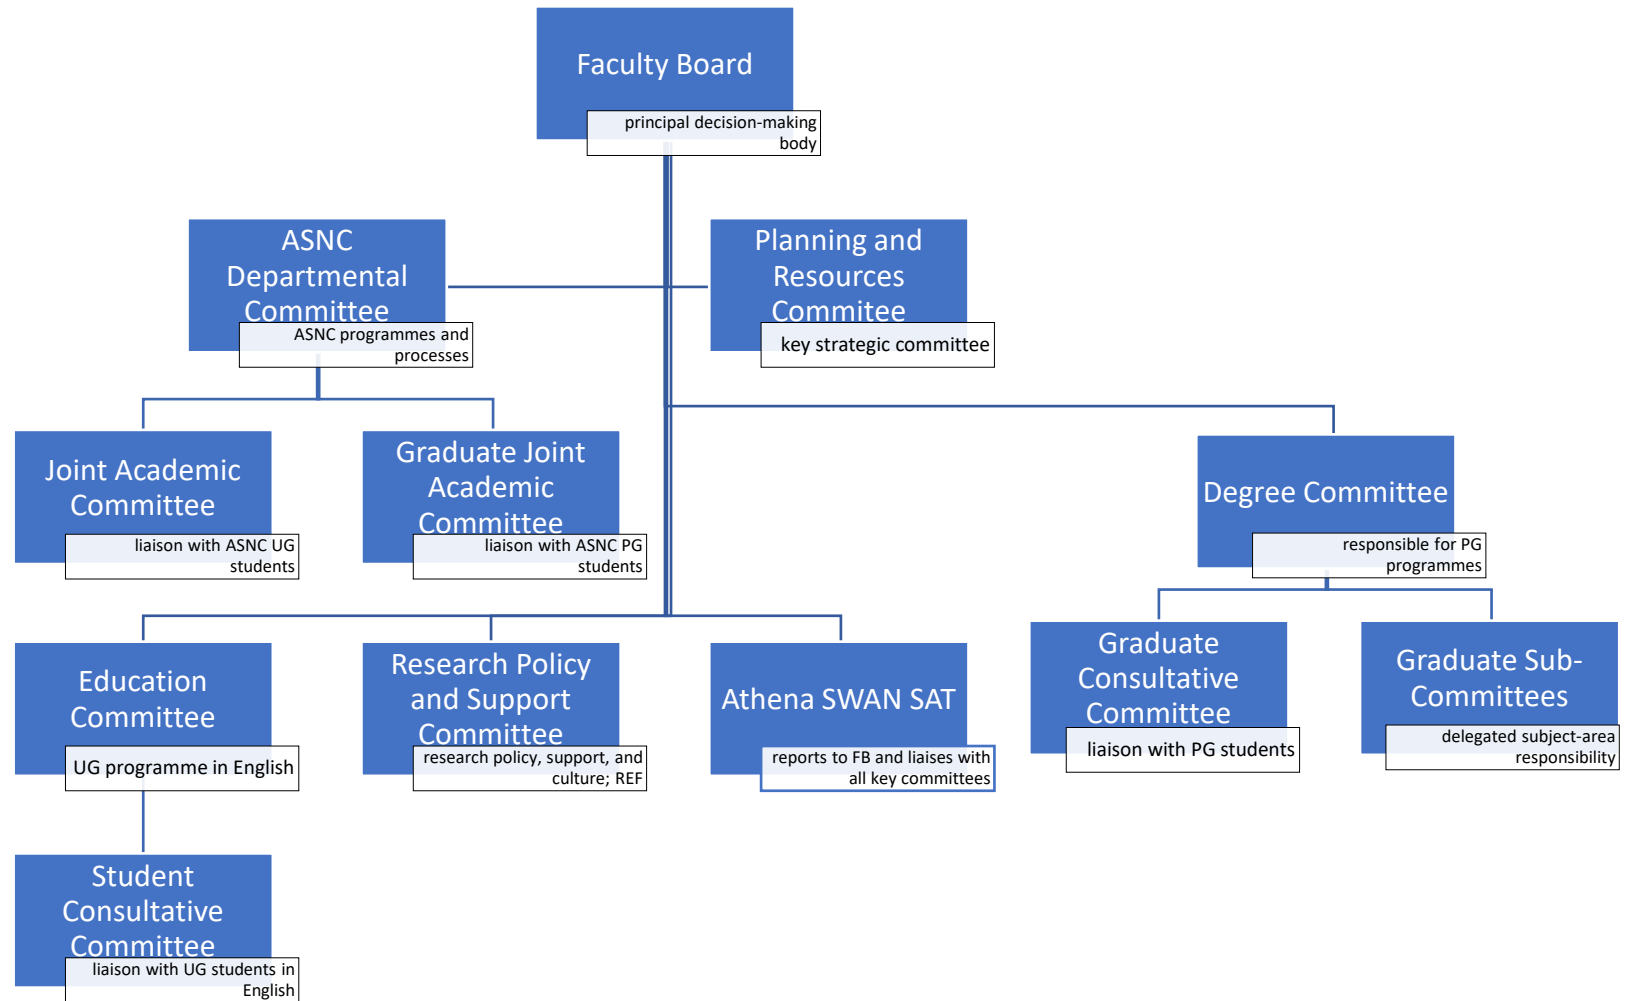 Faculty Board
principal decision-making
body
ASNC
Departmental
Committee
ASNC programmes and
processes
Planning and
Resources
Commitee
key strategic committee
Joint Academic
Committee
liaison with ASNC UG
students
Graduate Joint
Academic
Committee
liaison with ASNC PG
students
Degree Committee
responsible for PG
programmes
Education
Committee
UG programme in English
Research Policy
and Support
Committee
research policy, support, and
culture; REF
Athena SWAN SAT
reports to FB and liaises with
all key committees
Graduate
Consultative
Committee
liaison with PG students
Graduate Sub-
Committees
delegated subject-area
responsibility
Student
Consultative
Committee
liaison with UG students in
English